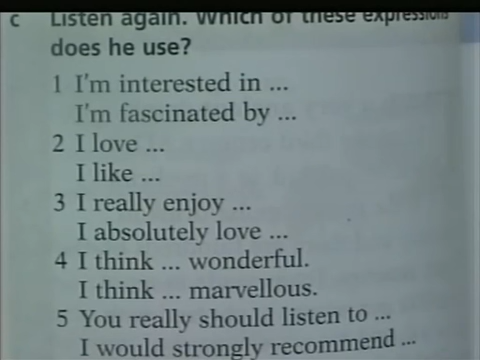 c Listen again. Which of these expressions
does he use?
1 I'm interested in ...
I'm fascinated by ...
2 I love ...
I like ...
3 I really enjoy ...
I absolutely love ...
4 I think ... wonderful.
I think ... marvellous.
5 You really should listen to ...
I would strongly recommend ...